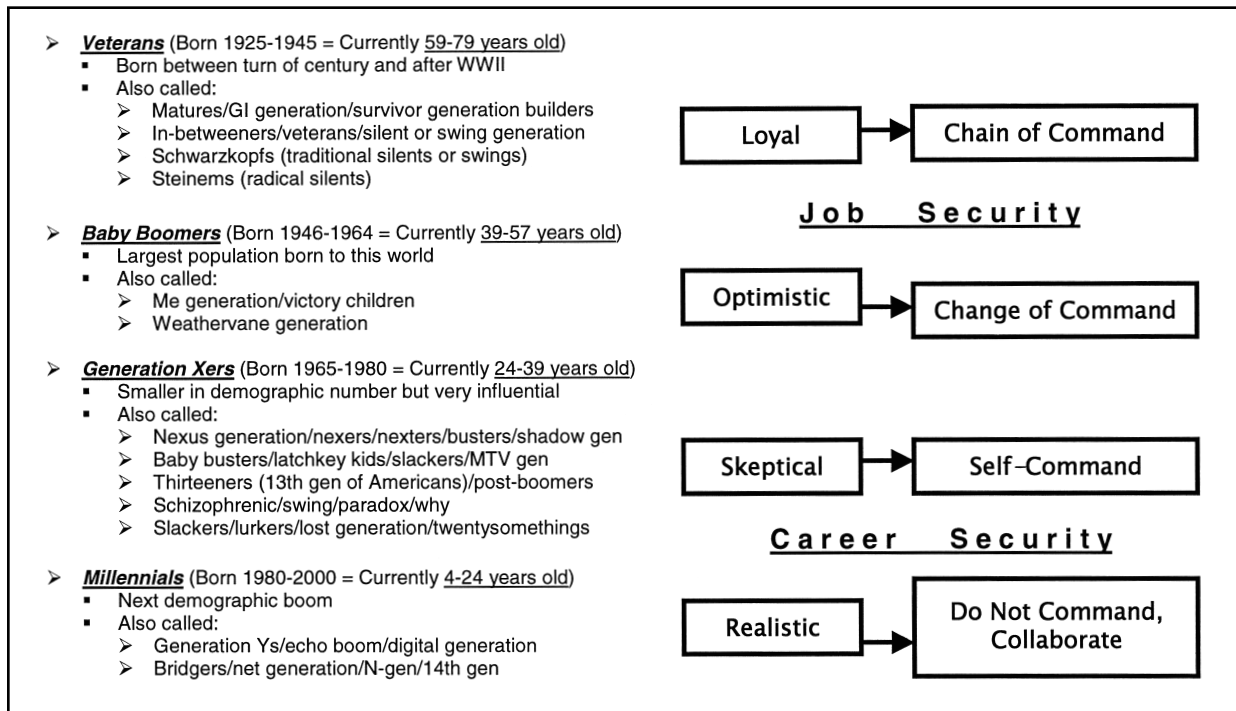 ➢ Veterans (Born 1925-1945 = Currently 59-79 years old)
▪ Born between turn of century and after WWII
▪ Also called:
➢ Matures/GI generation/survivor generation builders
➢ In-betweeners/veterans/silent or swing generation
➢ Schwarzkopfs (traditional silents or swings)
➢ Steinems (radical silents)
Loyal
Chain of Command
Job Security
➢ Baby Boomers (Born 1946-1964 = Currently 39-57 years old)
▪ Largest population born to this world
▪ Also called:
➢ Me generation/victory children
➢ Weathervane generation
Optimistic
Change of Command
➢ Generation Xers (Born 1965-1980 = Currently 24-39 years old)
▪ Smaller in demographic number but very influential
▪ Also called:
➢ Nexus generation/nexers/nexters/busters/shadow gen
➢ Baby busters/latchkey kids/slackers/MTV gen
➢ Thirteeners (13th gen of Americans)/post-boomers
➢ Schizophrenic/swing/paradox/why
➢ Slackers/lurkers/lost generation/twentysomethings
Skeptical
Self-Command
Career Security
➢ Millennials (Born 1980-2000 = Currently 4-24 years old)
▪ Next demographic boom
▪ Also called:
➢ Generation Ys/echo boom/digital generation
➢ Bridgers/net generation/N-gen/14th gen
Realistic
Do Not Command,
Collaborate